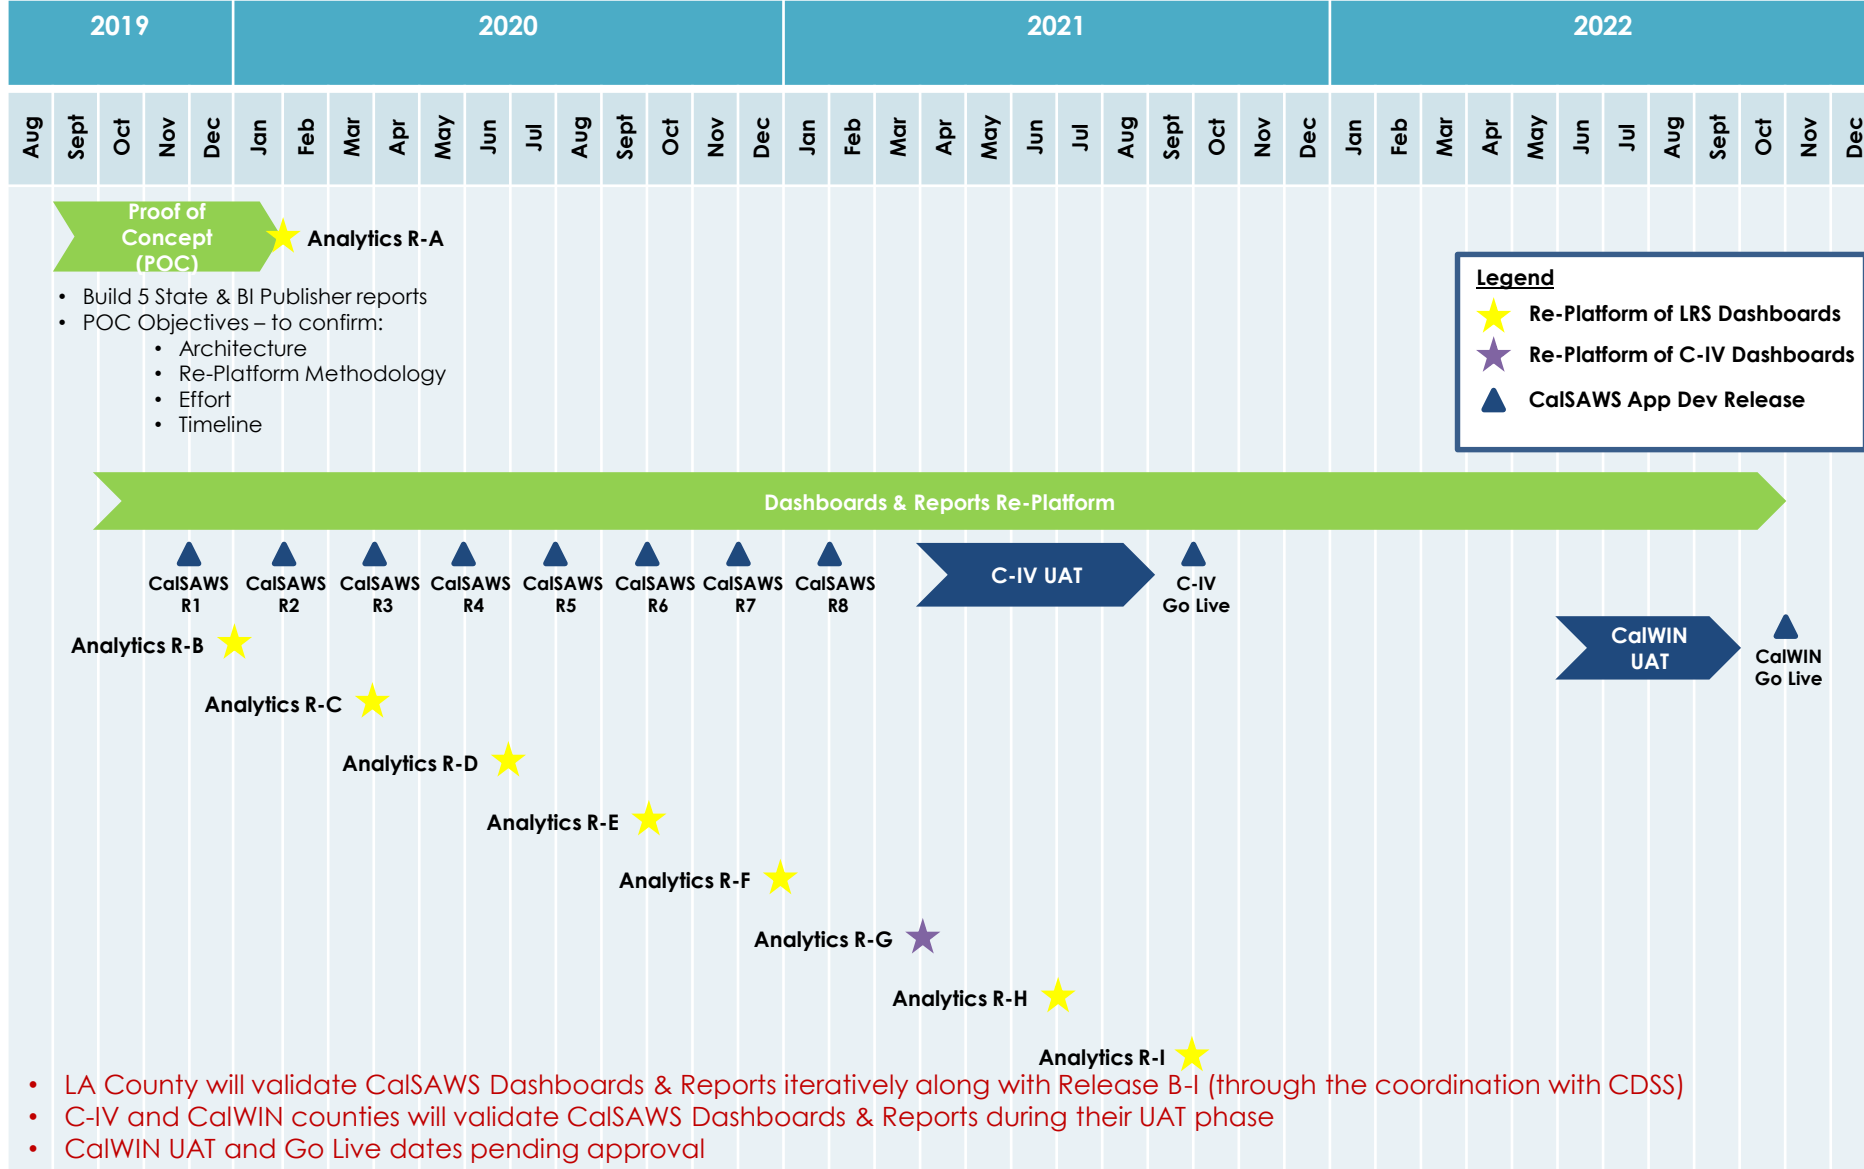 2019 2020 2021 2022
Aug Sept Oct Nov Dec Jan Feb Mar Apr May Jun Jul Aug Sept Oct Nov Dec Jan Feb Mar Apr May Jun Jul Aug Sept Oct Nov Dec Jan Feb Mar Apr May Jun Jul Aug Sept Oct Nov Dec
Proof of
Concept
(POC)
Analytics R-A
• Build 5 State & BI Publisher reports
• POC Objectives – to confirm:
• Architecture
• Re-Platform Methodology
• Effort
• Timeline
Legend
Re-Platform of LRS Dashboards
Re-Platform of C-IV Dashboards
CalSAWS App Dev Release
Dashboards & Reports Re-Platform
CalSAWS
R1
CalSAWS
R2
CalSAWS
R3
CalSAWS
R4
CalSAWS
R5
CalSAWS
R6
CalSAWS
R7
CalSAWS
R8
C-IV UAT
C-IV
Go Live
CalWIN
UAT
CalWIN
Go Live
Analytics R-B
Analytics R-C
Analytics R-D
Analytics R-E
Analytics R-F
Analytics R-G
Analytics R-H
Analytics R-I
• LA County will validate CalSAWS Dashboards & Reports iteratively along with Release B-I (through the coordination with CDSS)
• C-IV and CalWIN counties will validate CalSAWS Dashboards & Reports during their UAT phase
• CalWIN UAT and Go Live dates pending approval